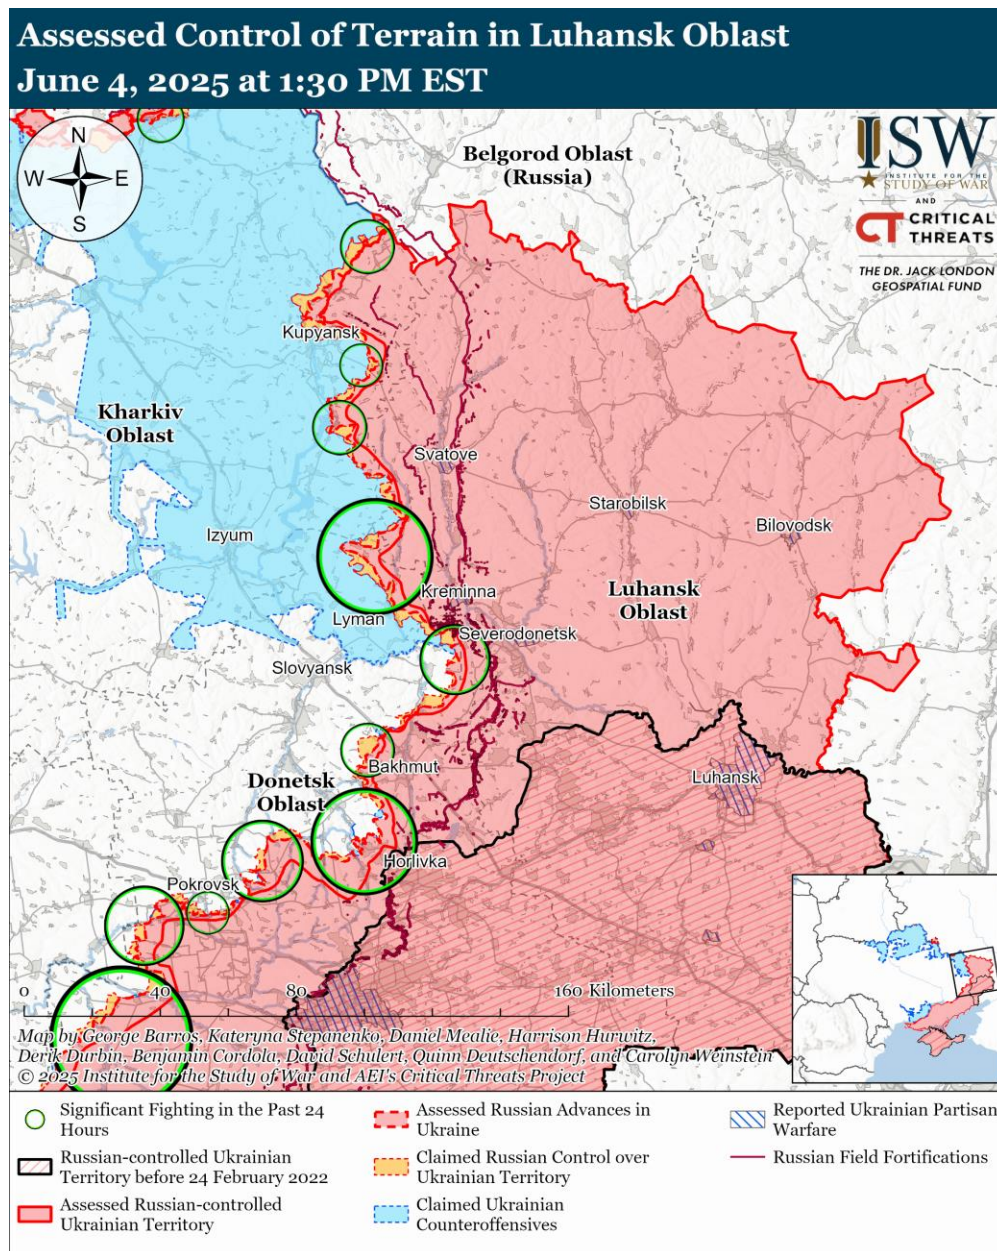 Assessed Control of Terrain in Luhansk Oblast
June 4, 2025 at 1:30 PM EST
N
W
E
S
Belgorod Oblast
(Russia)
ISW
INSTITUTE FOR THE
STUDY OF WAR
AND
CT CRITICAL
THREATS
THE DR. JACK LONDON
GEOSPATIAL FUND
Kupyansk
Kharkiv
Oblast
Svatove
Starobilsk
Bilovodsk
Izyum
Kreminna
Luhansk
Oblast
Lyman
Severodonetsk
Slovyansk
Bakhmut
Luhansk
Donetsk
Oblast
Horlivka
Pokrovsk
0 40 80 160 Kilometers
Map by George Barros, Kateryna Stepanenko, Daniel Mealie, Harrison Hurwitz,
Derik Durbin, Benjamin Cordola, David Schulert, Quinn Deutschendorf, and Carolyn Weinstein
© 2025 Institute for the Study of War and AEI's Critical Threats Project
Significant Fighting in the Past 24
Hours
Russian-controlled Ukrainian
Territory before 24 February 2022
Assessed Russian-controlled
Ukrainian Territory
Assessed Russian Advances in
Ukraine
Claimed Russian Control over
Ukrainian Territory
Claimed Ukrainian
Counteroffensives
Reported Ukrainian Partisan
Warfare
Russian Field Fortifications